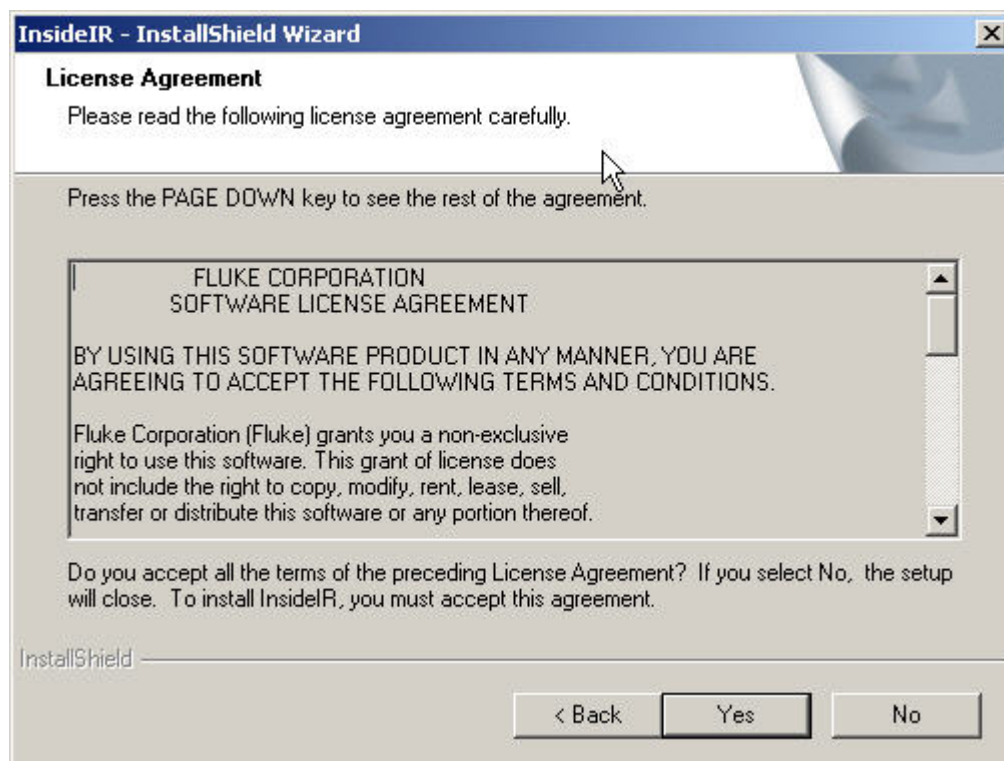 InsideIR - InstallShield Wizard
License Agreement
Please read the following license agreement carefully.
Press the PAGE DOWN key to see the rest of the agreement.
FLUKE CORPORATION
SOFTWARE LICENSE AGREEMENT
BY USING THIS SOFTWARE PRODUCT IN ANY MANNER, YOU ARE
AGREEING TO ACCEPT THE FOLLOWING TERMS AND CONDITIONS.
Fluke Corporation (Fluke) grants you a non-exclusive
right to use this software. This grant of license does
not include the right to copy, modify, rent, lease, sell,
transfer or distribute this software or any portion thereof.
Do you accept all the terms of the preceding License Agreement?  If you select No,  the setup
will close.  To install InsideIR, you must accept this agreement.
InstallShield
< Back Yes No